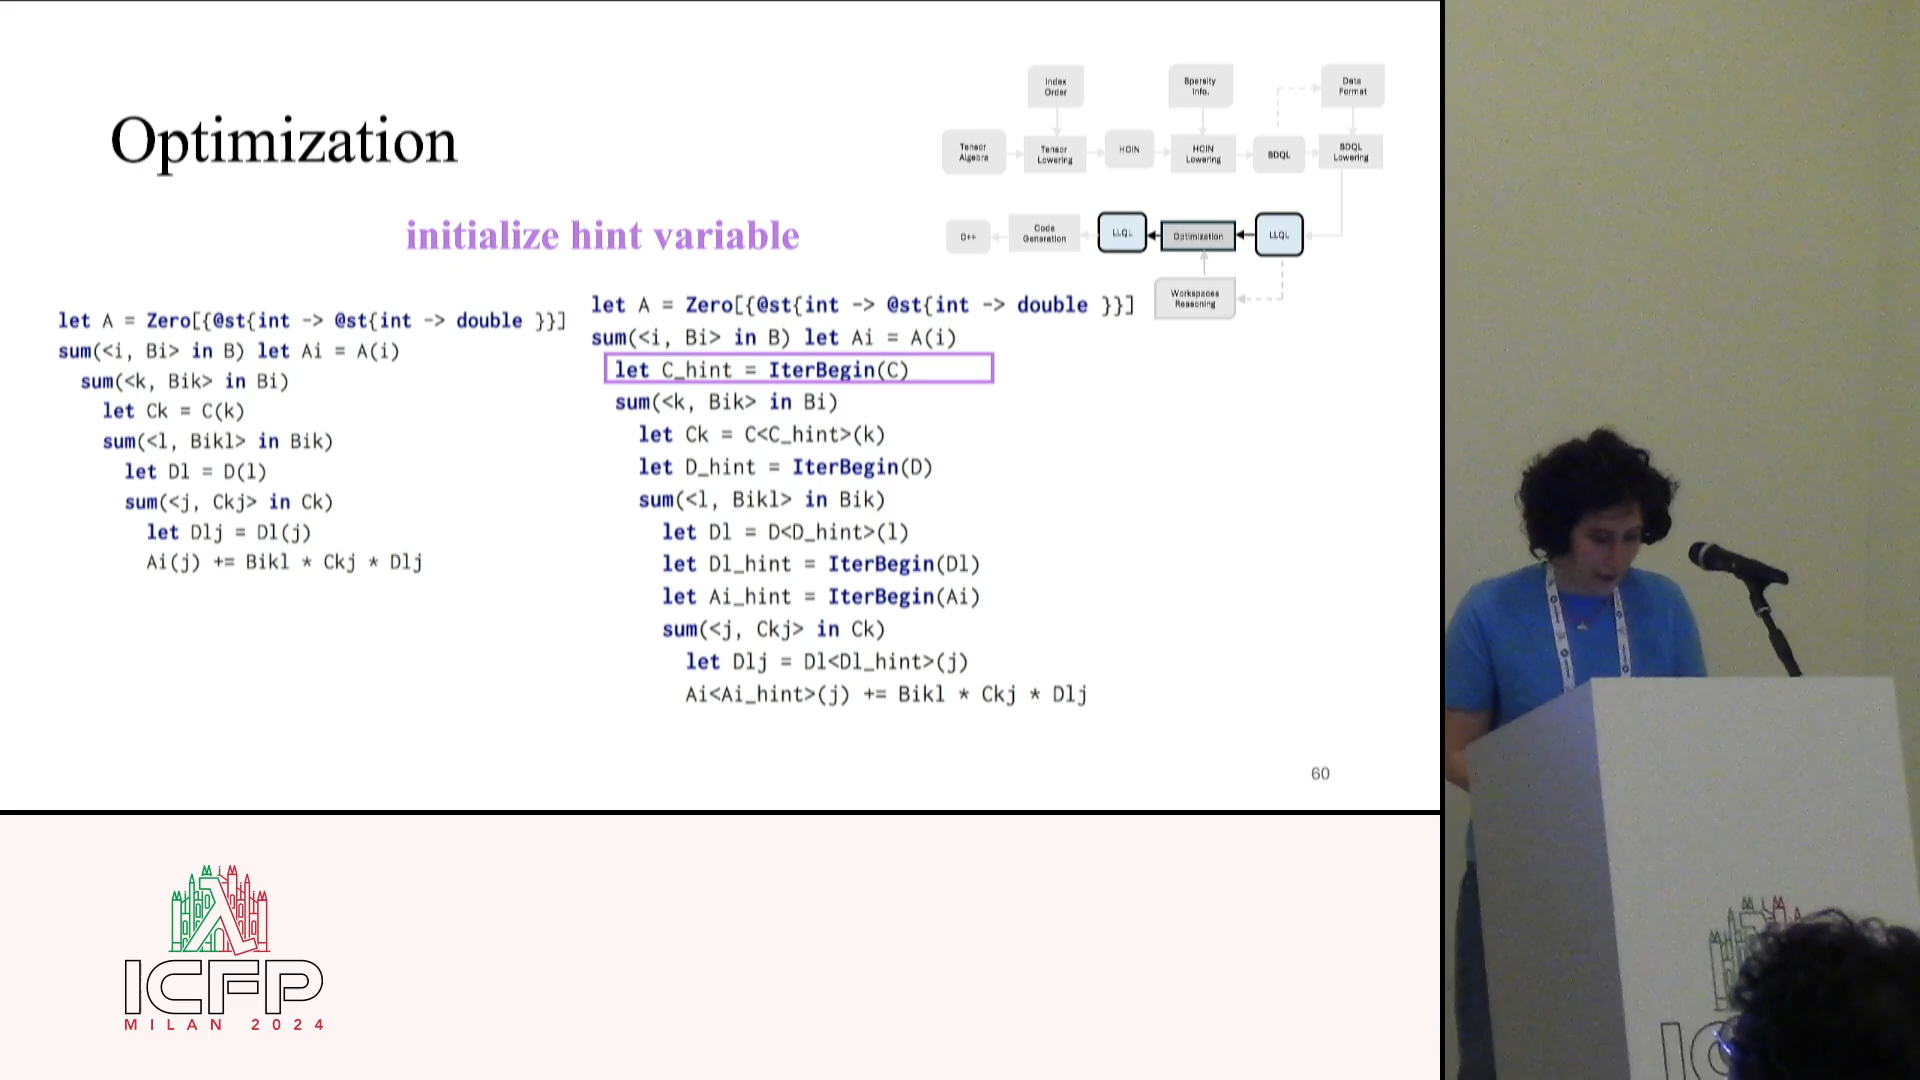 Optimization
initialize hint variable
Index
Order
Sparsity
Info.
Data
Format
Tensor
Algebra
Tensor
Lowering
HOIN
HOIN
Lowering
SDQL
SDQL
Lowering
C++
Code
Generation
LLQL
Optimization
LLQL
Workspaces
Reasoning
let A = Zero[{@st{int -> @st{int -> double }}]
sum(<i, Bi> in B) let Ai = A(i)
sum(<k, Bik> in Bi)
let Ck = C(k)
sum(<l, Bikl> in Bik)
let Dl = D(l)
sum(<j, Ckj> in Ck)
let Dlj = Dl(j)
Ai(j) += Bikl * Ckj * Dlj
let A = Zero[{@st{int -> @st{int -> double }}]
sum(<i, Bi> in B) let Ai = A(i)
let C_hint = IterBegin(C)
sum(<k, Bik> in Bi)
let Ck = C<C_hint>(k)
let D_hint = IterBegin(D)
sum(<l, Bikl> in Bik)
let Dl = D<D_hint>(l)
let Dl_hint = IterBegin(Dl)
let Ai_hint = IterBegin(Ai)
sum(<j, Ckj> in Ck)
let Dlj = Dl<Dl_hint>(j)
Ai<Ai_hint>(j) += Bikl * Ckj * Dlj
60
ICFP
MILAN 2024